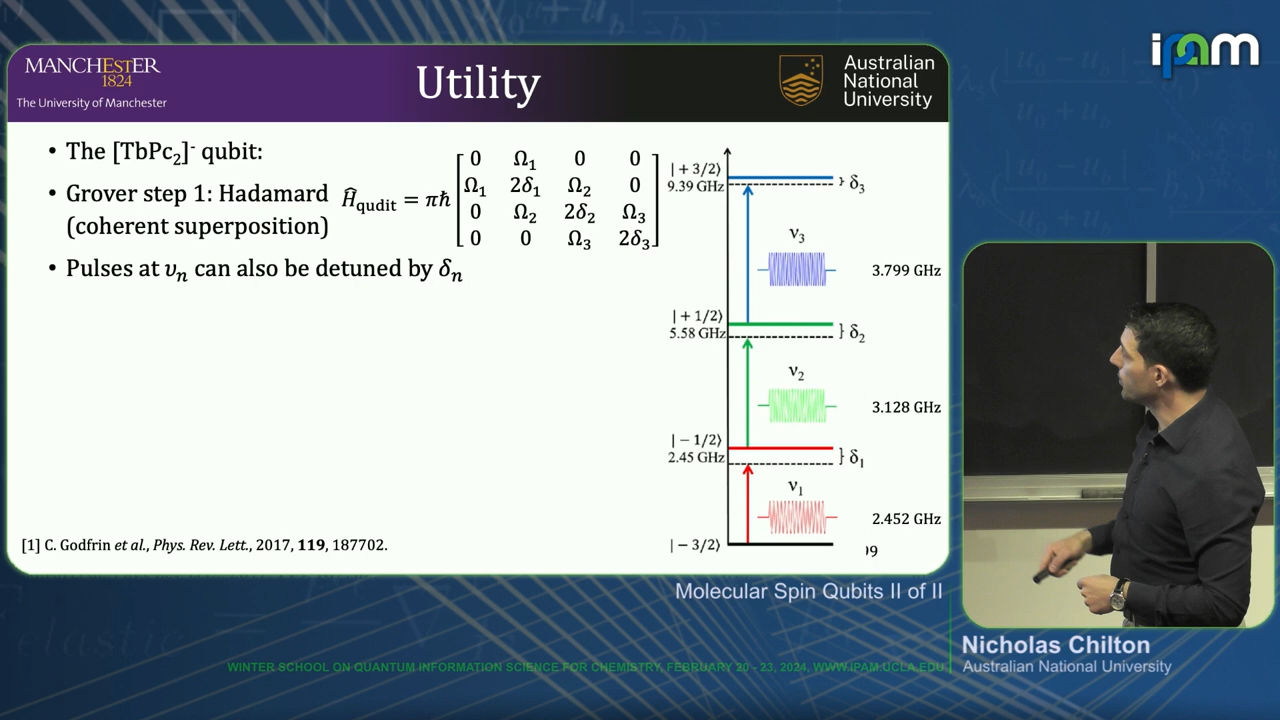 ipam
MANCHESTER
1824
The University of Manchester
Utility
Australian
National
University
• The [TbPc₂]⁻ qubit:
• Grover step 1: Hadamard
(coherent superposition)
Ĥqudit = πħ
0 Ω₁ 0 0
Ω₁ 2δ₁ Ω₂ 0
0 Ω₂ 2δ₂ Ω₃
0 0 Ω₃ 2δ₃
• Pulses at νₙ can also be detuned by δₙ
|+3/2⟩
9.39 GHz
} δ₃
ν₃
3.799 GHz
|+1/2⟩
5.58 GHz
} δ₂
ν₂
3.128 GHz
|−1/2⟩
2.45 GHz
} δ₁
ν₁
2.452 GHz
|−3/2⟩
99
[1] C. Godfrin et al., Phys. Rev. Lett., 2017, 119, 187702.
Molecular Spin Qubits II of II
Nicholas Chilton
Australian National University
WINTER SCHOOL ON QUANTUM INFORMATION SCIENCE FOR CHEMISTRY, FEBRUARY 20 - 23, 2024, WWW.IPAM.UCLA.EDU
elastic